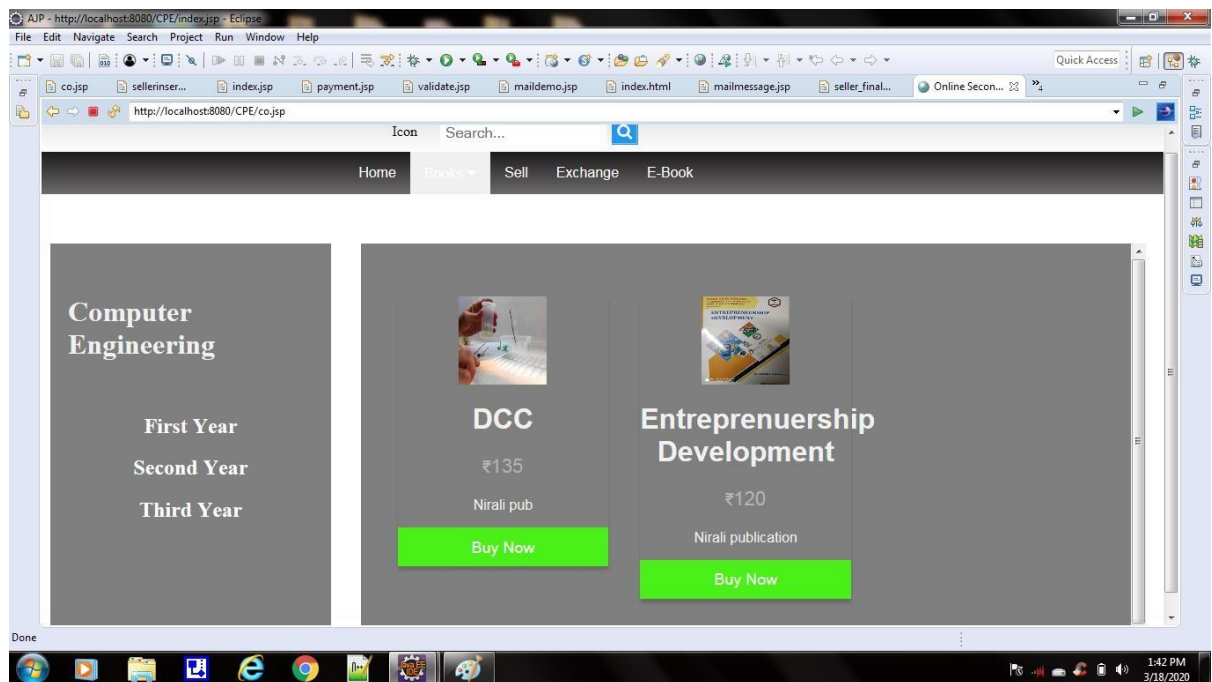 AJP - http://localhost:8080/CPE/index.jsp - Eclipse
File Edit Navigate Search Project Run Window Help
Quick Access
co.jsp sellerinser... index.jsp payment.jsp validate.jsp maildemo.jsp index.html mailmessage.jsp seller_final... Online Secon... 4
http://localhost:8080/CPE/co.jsp
Icon Search...
Home Books Sell Exchange E-Book
Computer
Engineering
First Year
Second Year
Third Year
DCC
₹135
Nirali pub
Buy Now
ENTREPRENEURSHIP
DEVELOPMENT
Entreprenuership
Development
₹120
Nirali publication
Buy Now
Done
1:42 PM
3/18/2020